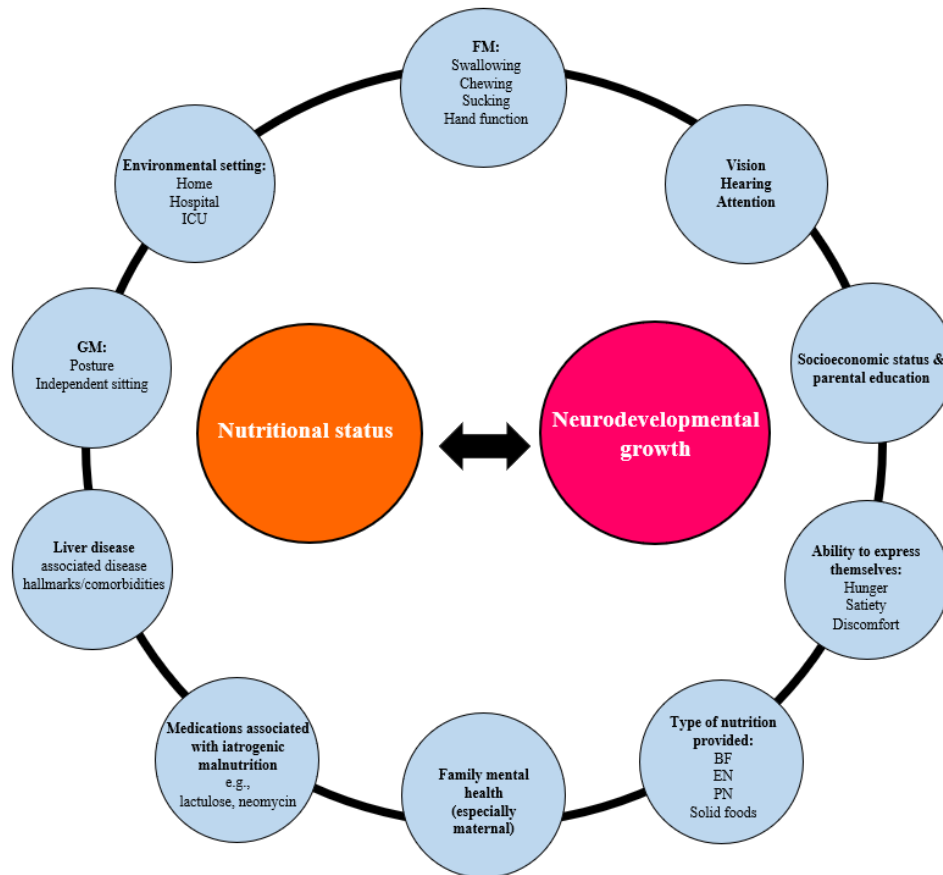 FM:
Swallowing
Chewing
Sucking
Hand function
Vision
Hearing
Attention
Socioeconomic status &
parental education
Ability to express
themselves:
Hunger
Satiety
Discomfort
Type of nutrition
provided:
BF
EN
PN
Solid foods
Family mental
health
(especially
maternal)
Medications associated
with iatrogenic
malnutrition
e.g.,
lactulose, neomycin
Liver disease
associated disease
hallmarks/comorbidities
GM:
Posture
Independent sitting
Environmental setting:
Home
Hospital
ICU
Nutritional status
Neurodevelopmental
growth